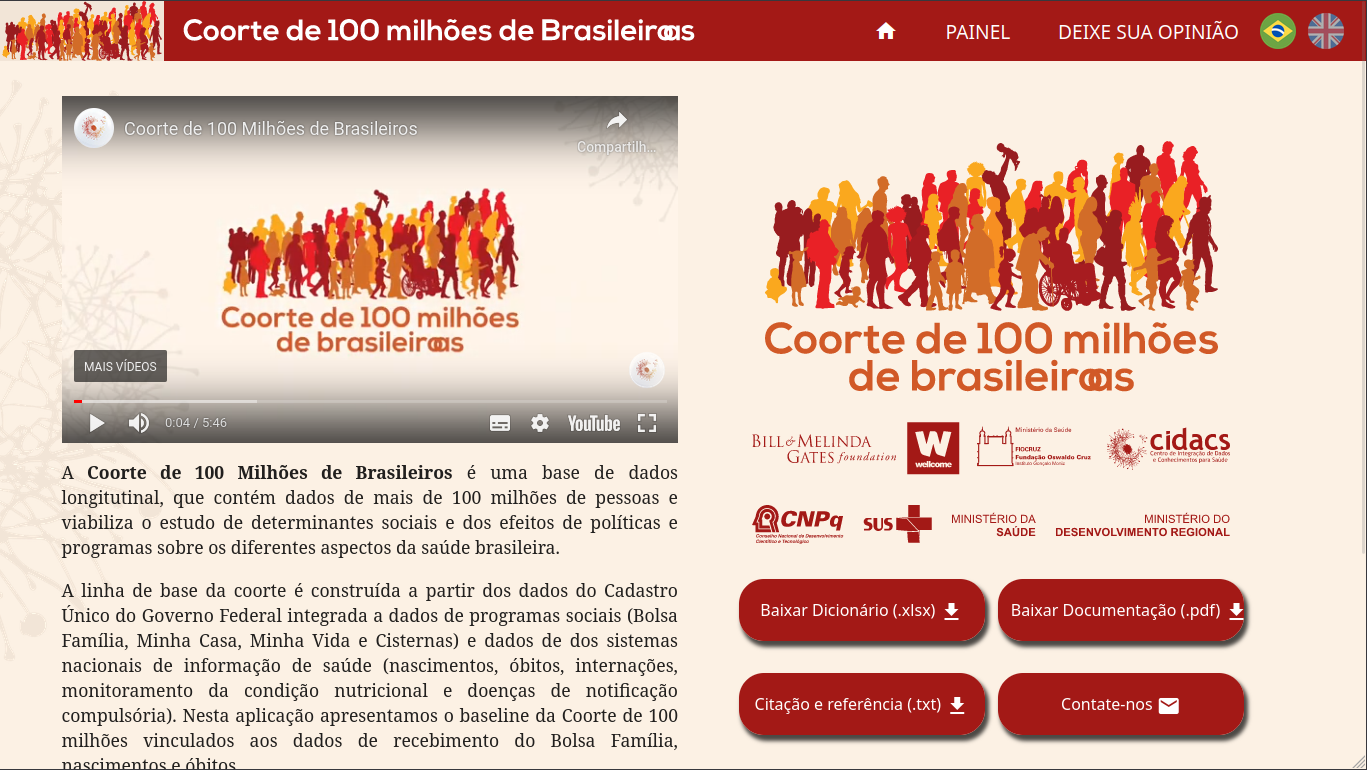 Coorte de 100 milhões de Brasileiroas
PAINEL
DEIXE SUA OPINIÃO
Coorte de 100 Milhões de Brasileiros
Compartilh...
Coorte de 100 milhões
de brasileiroas
MAIS VÍDEOS
0:04 / 5:46
YouTube
A Coorte de 100 Milhões de Brasileiros é uma base de dados
longitutinal, que contém dados de mais de 100 milhões de pessoas e
viabiliza o estudo de determinantes sociais e dos efeitos de políticas e
programas sobre os diferentes aspectos da saúde brasileira.
A linha de base da coorte é construída a partir dos dados do Cadastro
Único do Governo Federal integrada a dados de programas sociais (Bolsa
Família, Minha Casa, Minha Vida e Cisternas) e dados de dos sistemas
nacionais de informação de saúde (nascimentos, óbitos, internações,
monitoramento da condição nutricional e doenças de notificação
compulsória). Nesta aplicação apresentamos o baseline da Coorte de 100
milhões vinculados aos dados de recebimento do Bolsa Família,
nascimentos e óbitos
Coorte de 100 milhões
de brasileiroas
BILL & MELINDA
GATES foundation
W
wellcome
Ministério da Saúde
FIOCRUZ
Fundação Oswaldo Cruz
Instituto Gonçalo Moniz
cidacs
Centro de Integração de Dados
e Conhecimentos para Saúde
CNPq
Conselho Nacional de Desenvolvimento
Científico e Tecnológico
SUS
MINISTÉRIO DA
SAÚDE
MINISTÉRIO DO
DESENVOLVIMENTO REGIONAL
Baixar Dicionário (.xlsx)
Baixar Documentação (.pdf)
Citação e referência (.txt)
Contate-nos